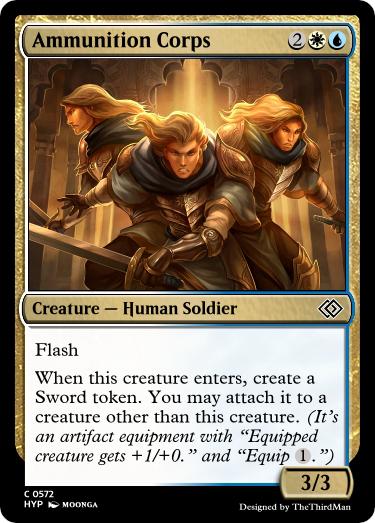 Ammunition Corps 2
Creature — Human Soldier
Flash
When this creature enters, create a
Sword token. You may attach it to a
creature other than this creature. (It's
an artifact equipment with “Equipped
creature gets +1/+0.” and “Equip 1.”)
3/3
C 0572
HYP MOONGA
Designed by TheThirdMan